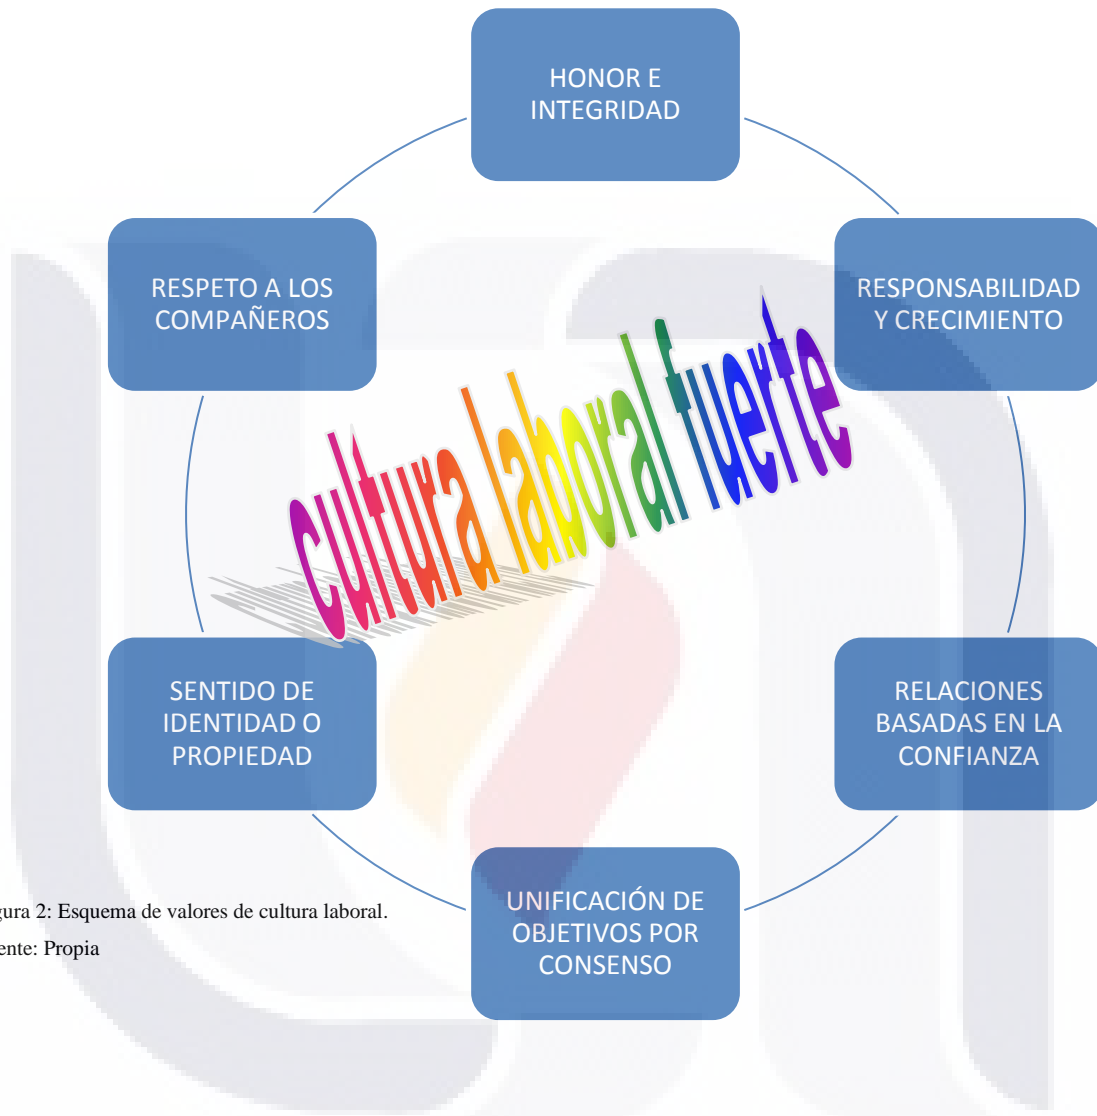 HONOR E
INTEGRIDAD
RESPONSABILIDAD
Y CRECIMIENTO
RELACIONES
BASADAS EN LA
CONFIANZA
UNIFICACIÓN DE
OBJETIVOS POR
CONSENSO
SENTIDO DE
IDENTIDAD O
PROPIEDAD
RESPETO A LOS
COMPAÑEROS
cultura laboral fuerte
gura 2: Esquema de valores de cultura laboral.
ente: Propia